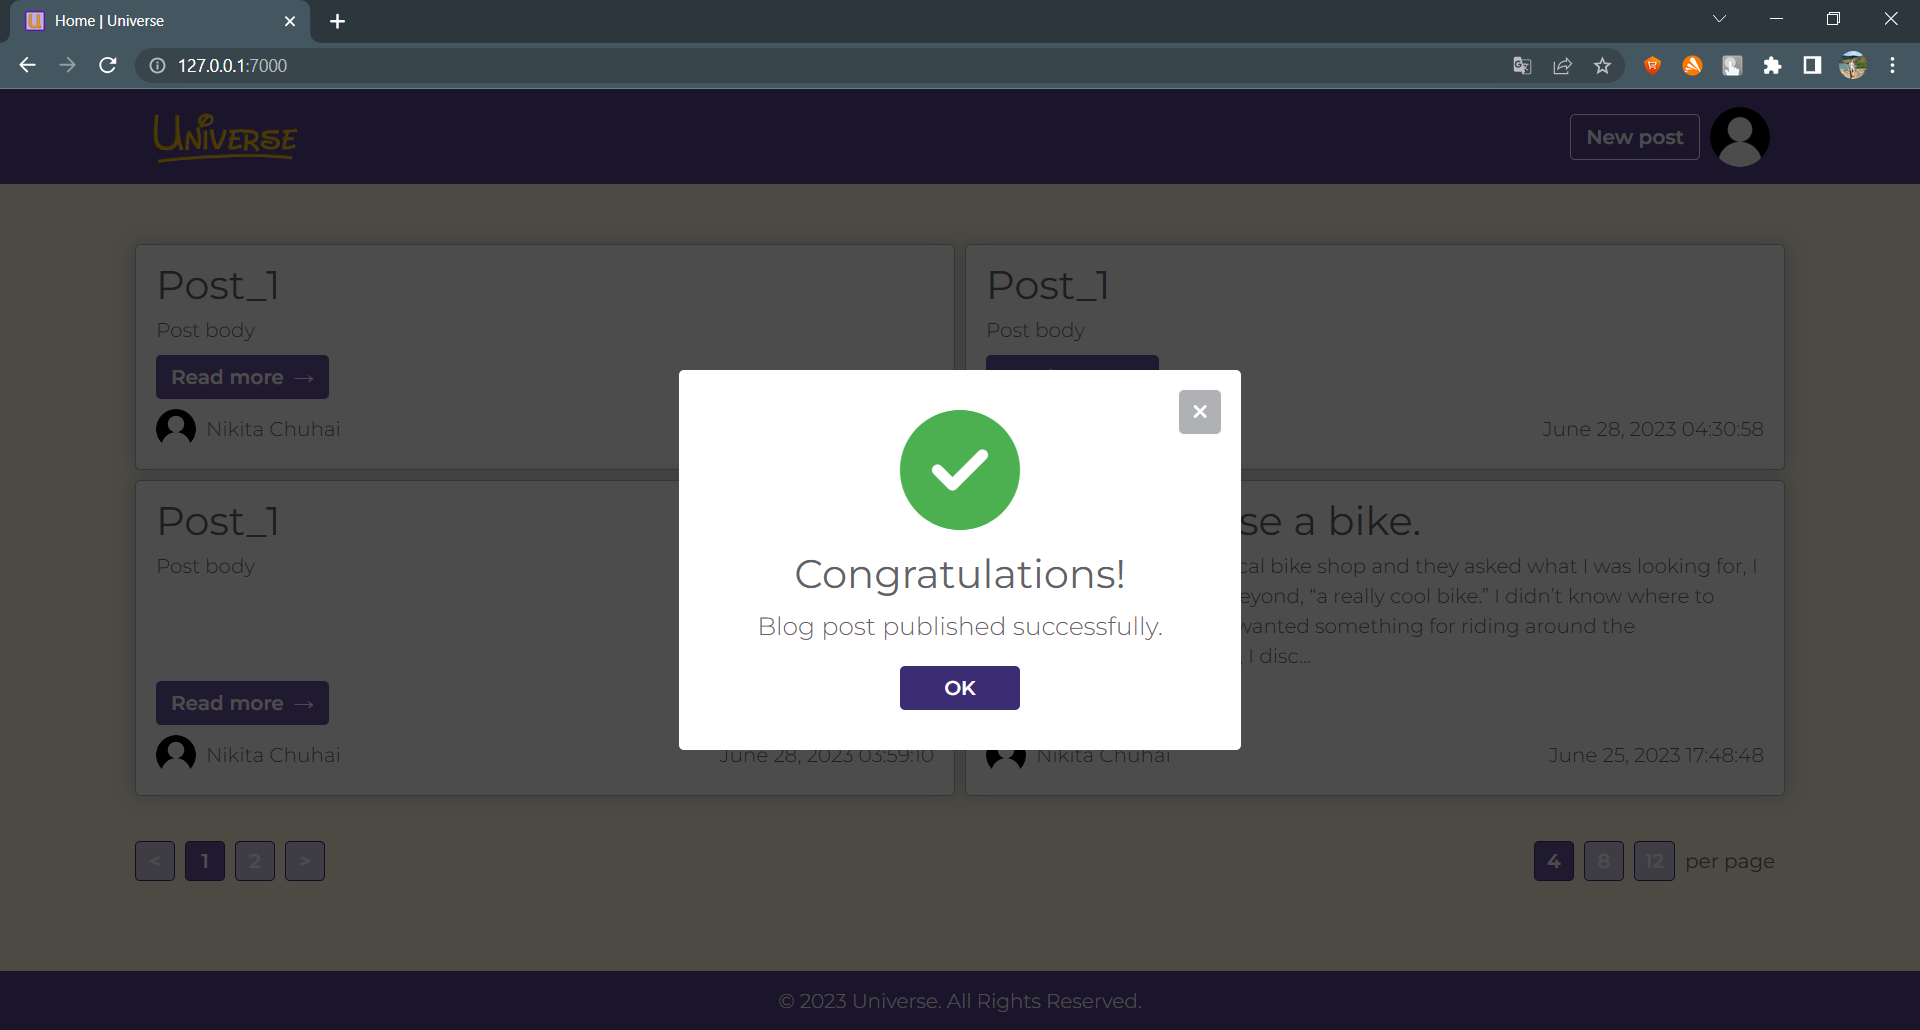 Home | Universe
127.0.0.1:7000
UNIVERSE
New post
Post_1
Post body
Read more →
Nikita Chuhai
Post_1
Post body
June 28, 2023 04:30:58
Post_1
Post body
Read more →
Nikita Chuhai
June 28, 2023 03:59:10
se a bike.
cal bike shop and they asked what I was looking for, I
eyond, “a really cool bike.” I didn’t know where to
wanted something for riding around the
I disc...
Nikita Chuhai
June 25, 2023 17:48:48
×
Congratulations!
Blog post published successfully.
OK
< 1 2 >
4 8 12 per page
© 2023 Universe. All Rights Reserved.